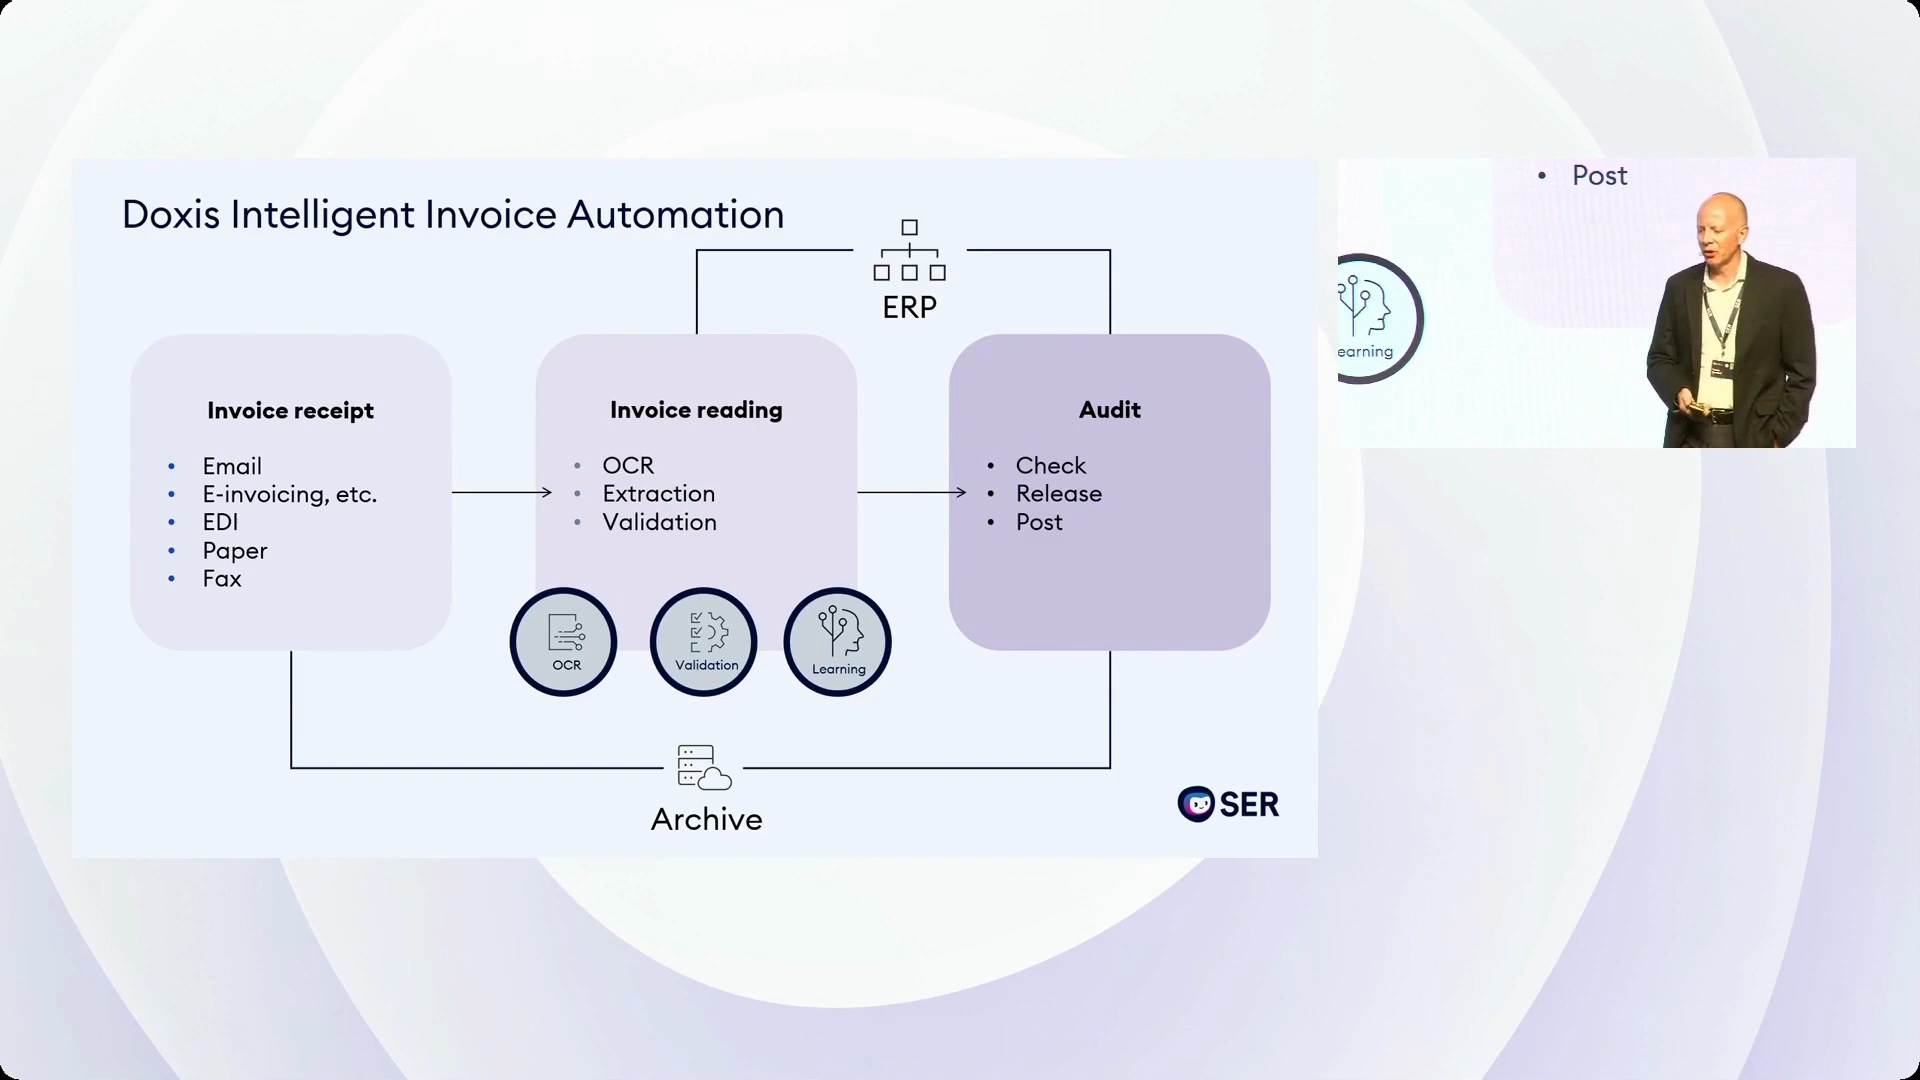 Doxis Intelligent Invoice Automation
ERP
Invoice receipt
• Email
• E-invoicing, etc.
• EDI
• Paper
• Fax
Invoice reading
• OCR
• Extraction
• Validation
Audit
• Check
• Release
• Post
OCR
Validation
Learning
Archive
SER
• Post
earning